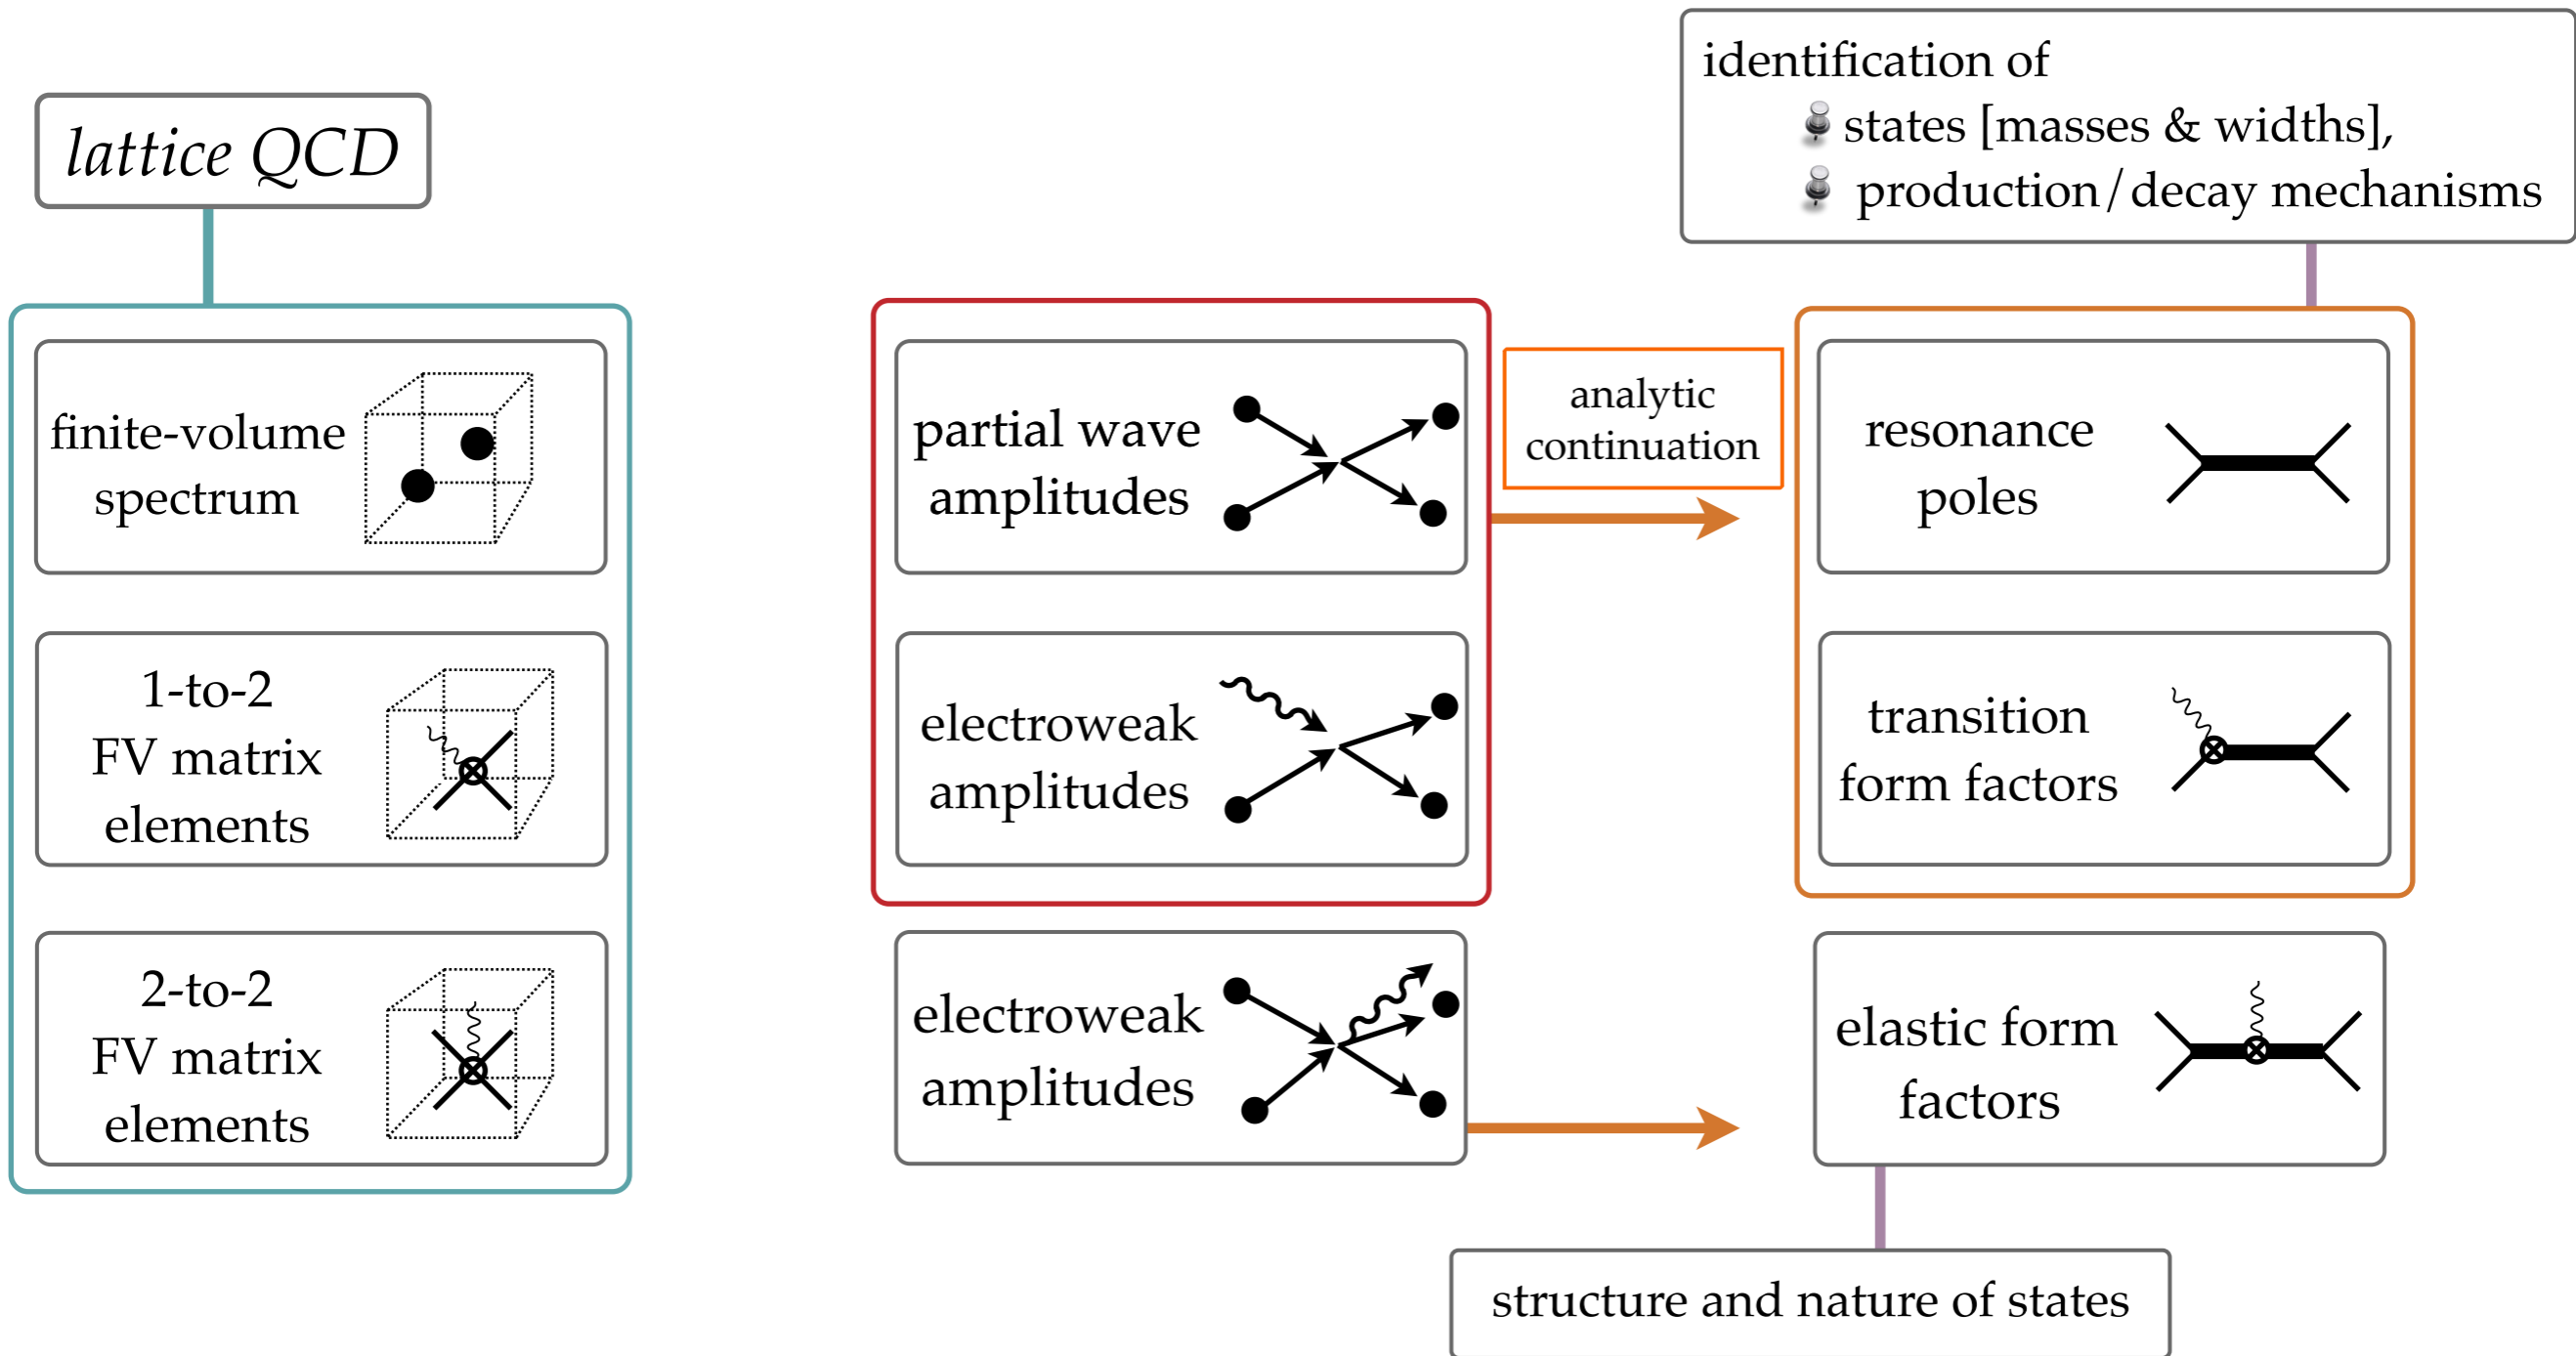 lattice QCD
identification of
states [masses & widths],
production/decay mechanisms
finite-volume
spectrum
1-to-2
FV matrix
elements
2-to-2
FV matrix
elements
partial wave
amplitudes
electroweak
amplitudes
electroweak
amplitudes
analytic
continuation
resonance
poles
transition
form factors
elastic form
factors
structure and nature of states